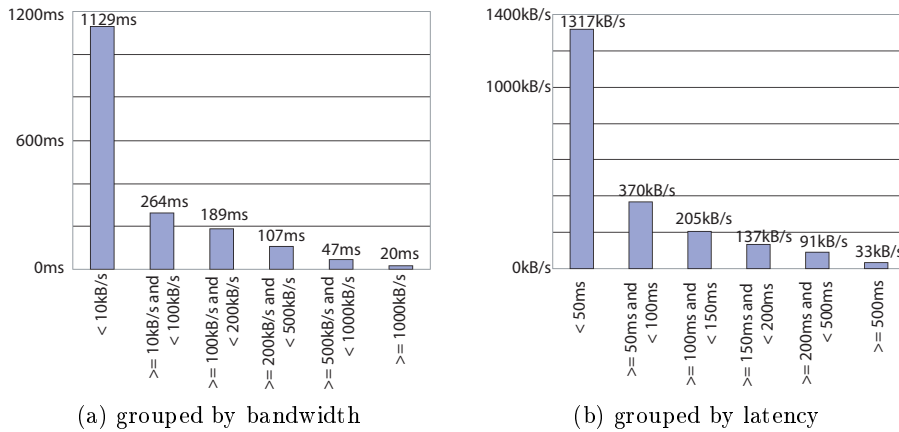 1200ms
600ms
0ms
1129ms
264ms
189ms
107ms
47ms
20ms
< 10kB/s
>= 10kB/s and
< 100kB/s
>= 100kB/s and
< 200kB/s
>= 200kB/s and
< 500kB/s
>= 500kB/s and
< 1000kB/s
>= 1000kB/s
(a) grouped by bandwidth
1400kB/s
1000kB/s
0kB/s
1317kB/s
370kB/s
205kB/s
137kB/s
91kB/s
33kB/s
< 50ms
>= 50ms and
< 100ms
>= 100ms and
< 150ms
>= 150ms and
< 200ms
>= 200ms and
< 500ms
>= 500ms
(b) grouped by latency